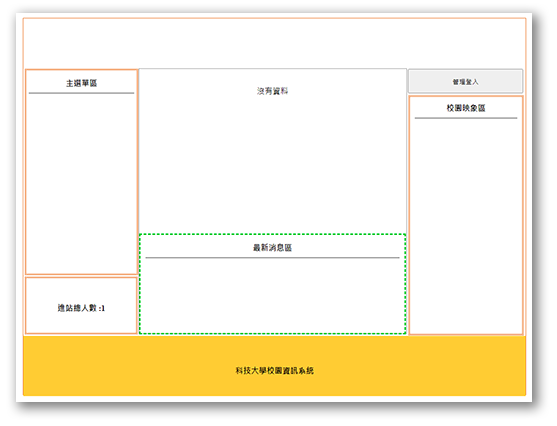 主選單區
沒有資料
管理登入
校園映象區
最新消息區
進站總人數 :1
科技大學校園資訊系統